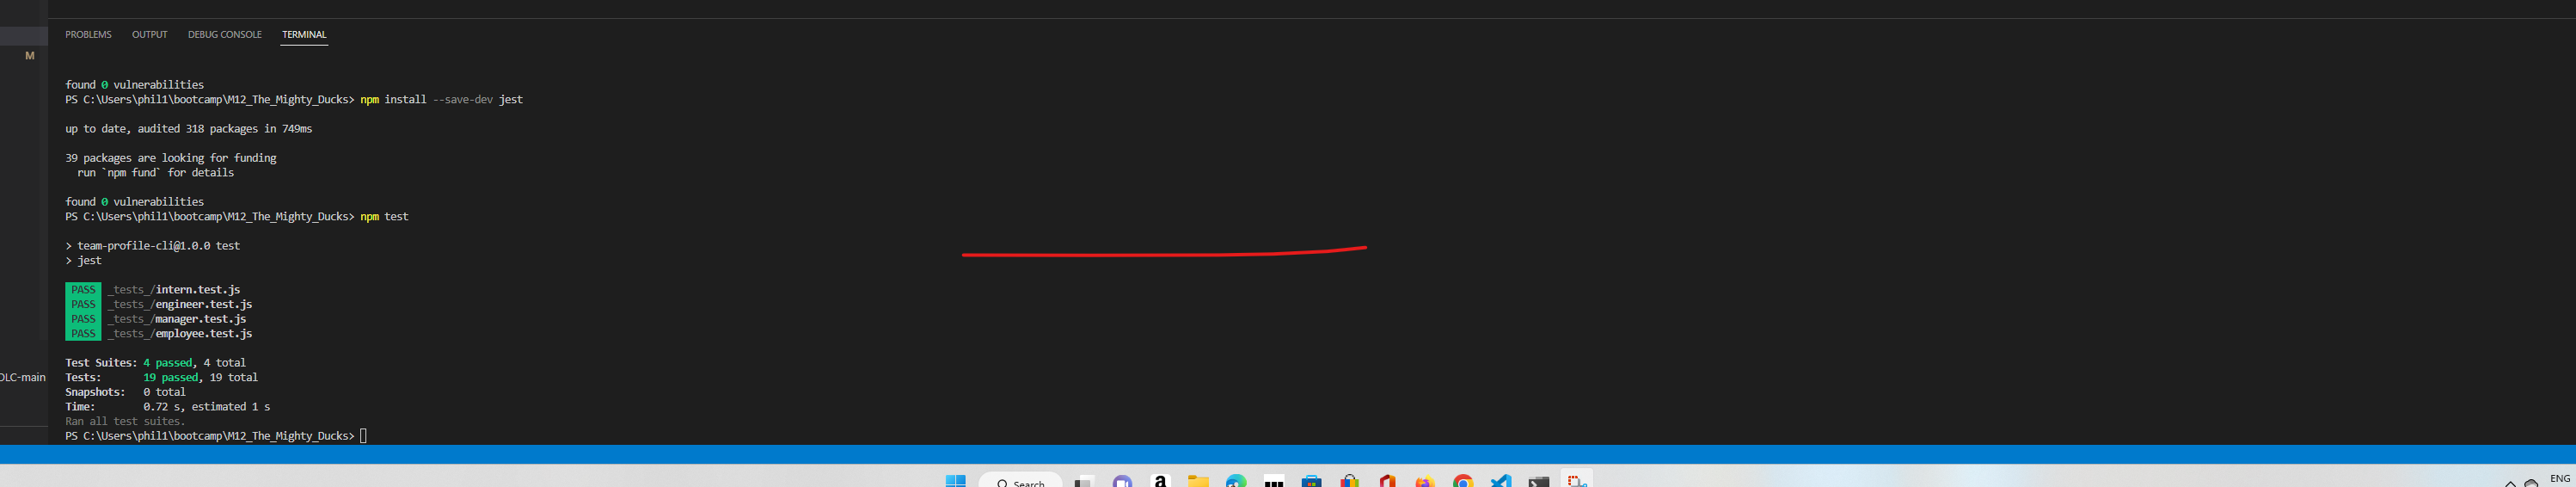 PROBLEMS OUTPUT DEBUG CONSOLE TERMINAL
M
found 0 vulnerabilities
PS C:\Users\phil1\bootcamp\M12_The_Mighty_Ducks> npm install --save-dev jest
up to date, audited 318 packages in 749ms
39 packages are looking for funding
run `npm fund` for details
found 0 vulnerabilities
PS C:\Users\phil1\bootcamp\M12_The_Mighty_Ducks> npm test
> team-profile-cli@1.0.0 test
> jest
PASS _tests_/intern.test.js
PASS _tests_/engineer.test.js
PASS _tests_/manager.test.js
PASS _tests_/employee.test.js
Test Suites: 4 passed, 4 total
Tests: 19 passed, 19 total
DLC-main
Snapshots: 0 total
Time: 0.72 s, estimated 1 s
Ran all test suites.
PS C:\Users\phil1\bootcamp\M12_The_Mighty_Ducks>
Search
ENG